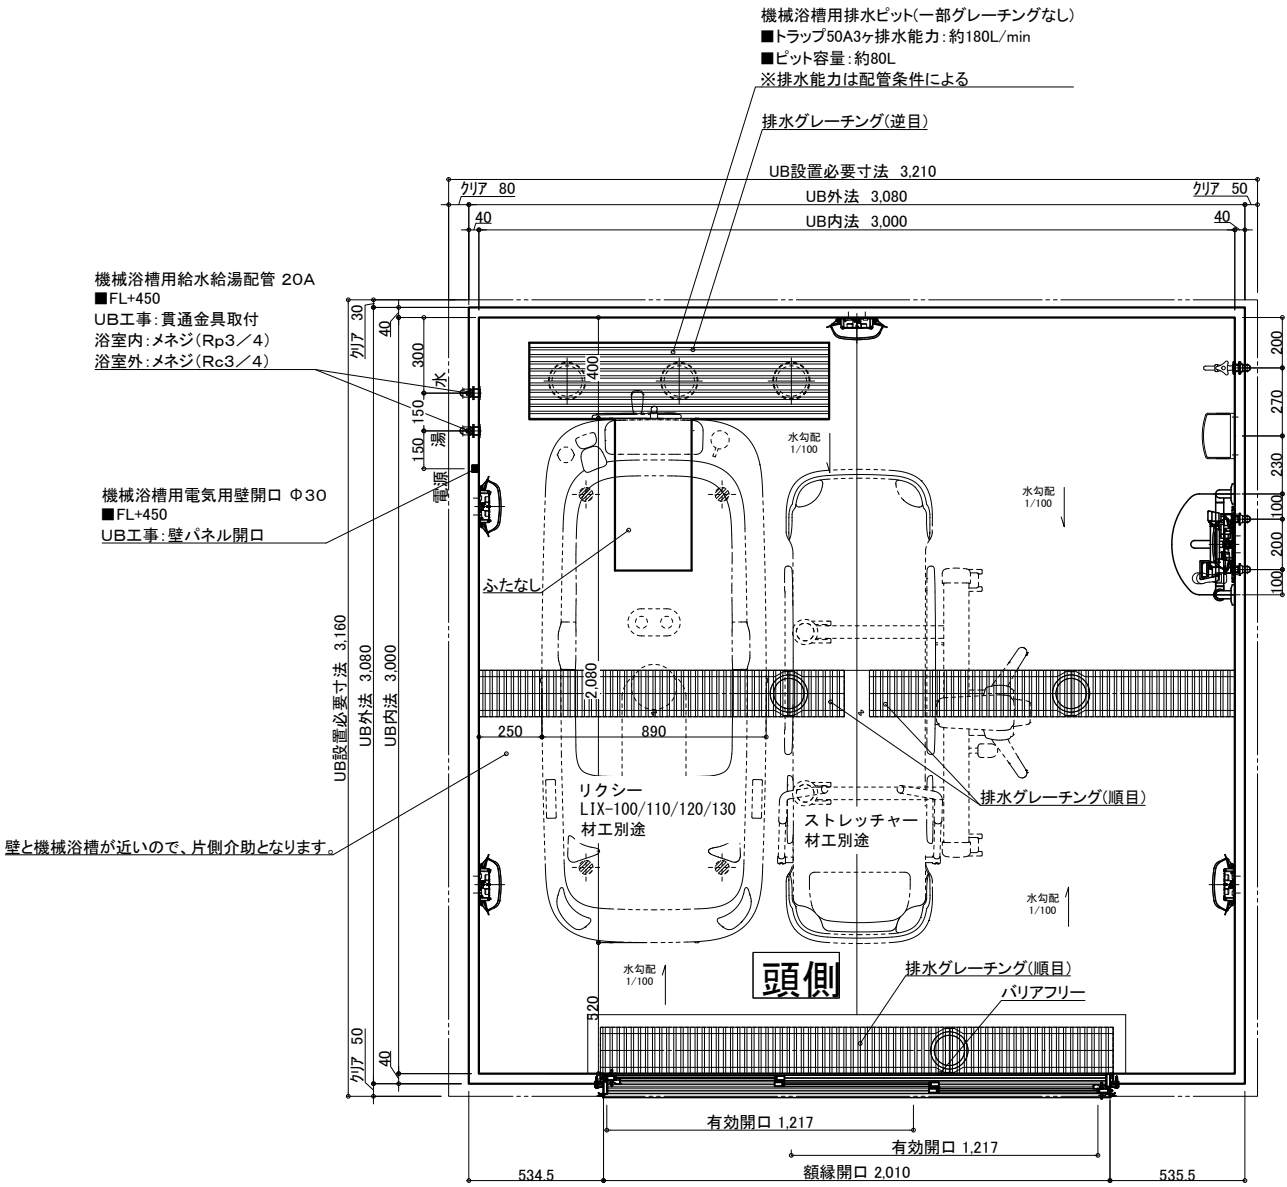 機械浴槽用排水ピット(一部グレーチングなし)
■トラップ50A3ヶ排水能力：約180L/min
■ピット容量：約80L
※排水能力は配管条件による
排水グレーチング(逆目)
UB設置必要寸法 3,210
クリア 80
UB外法 3,080
クリア 50
40
UB内法 3,000
40
機械浴槽用給水給湯配管 20A
■FL+450
UB工事：貫通金具取付
浴室内：メネジ(Rp3／4)
浴室外：メネジ(Rc3／4)
クリア 30
40
300
水
150
湯
150
電源
400
200
270
230
100
200
100
水勾配
1/100
水勾配
1/100
機械浴槽用電気用壁開口 Φ30
■FL+450
UB工事：壁パネル開口
ふたなし
UB設置必要寸法 3,160
UB外法 3,080
UB内法 3,000
2,080
250
890
リクシー
LIX-100/110/120/130
材工別途
ストレッチャー
材工別途
排水グレーチング(順目)
壁と機械浴槽が近いので、片側介助となります。
水勾配
1/100
水勾配
1/100
頭側
排水グレーチング(順目)
バリアフリー
520
クリア 50
40
有効開口 1,217
有効開口 1,217
534.5
額縁開口 2,010
535.5